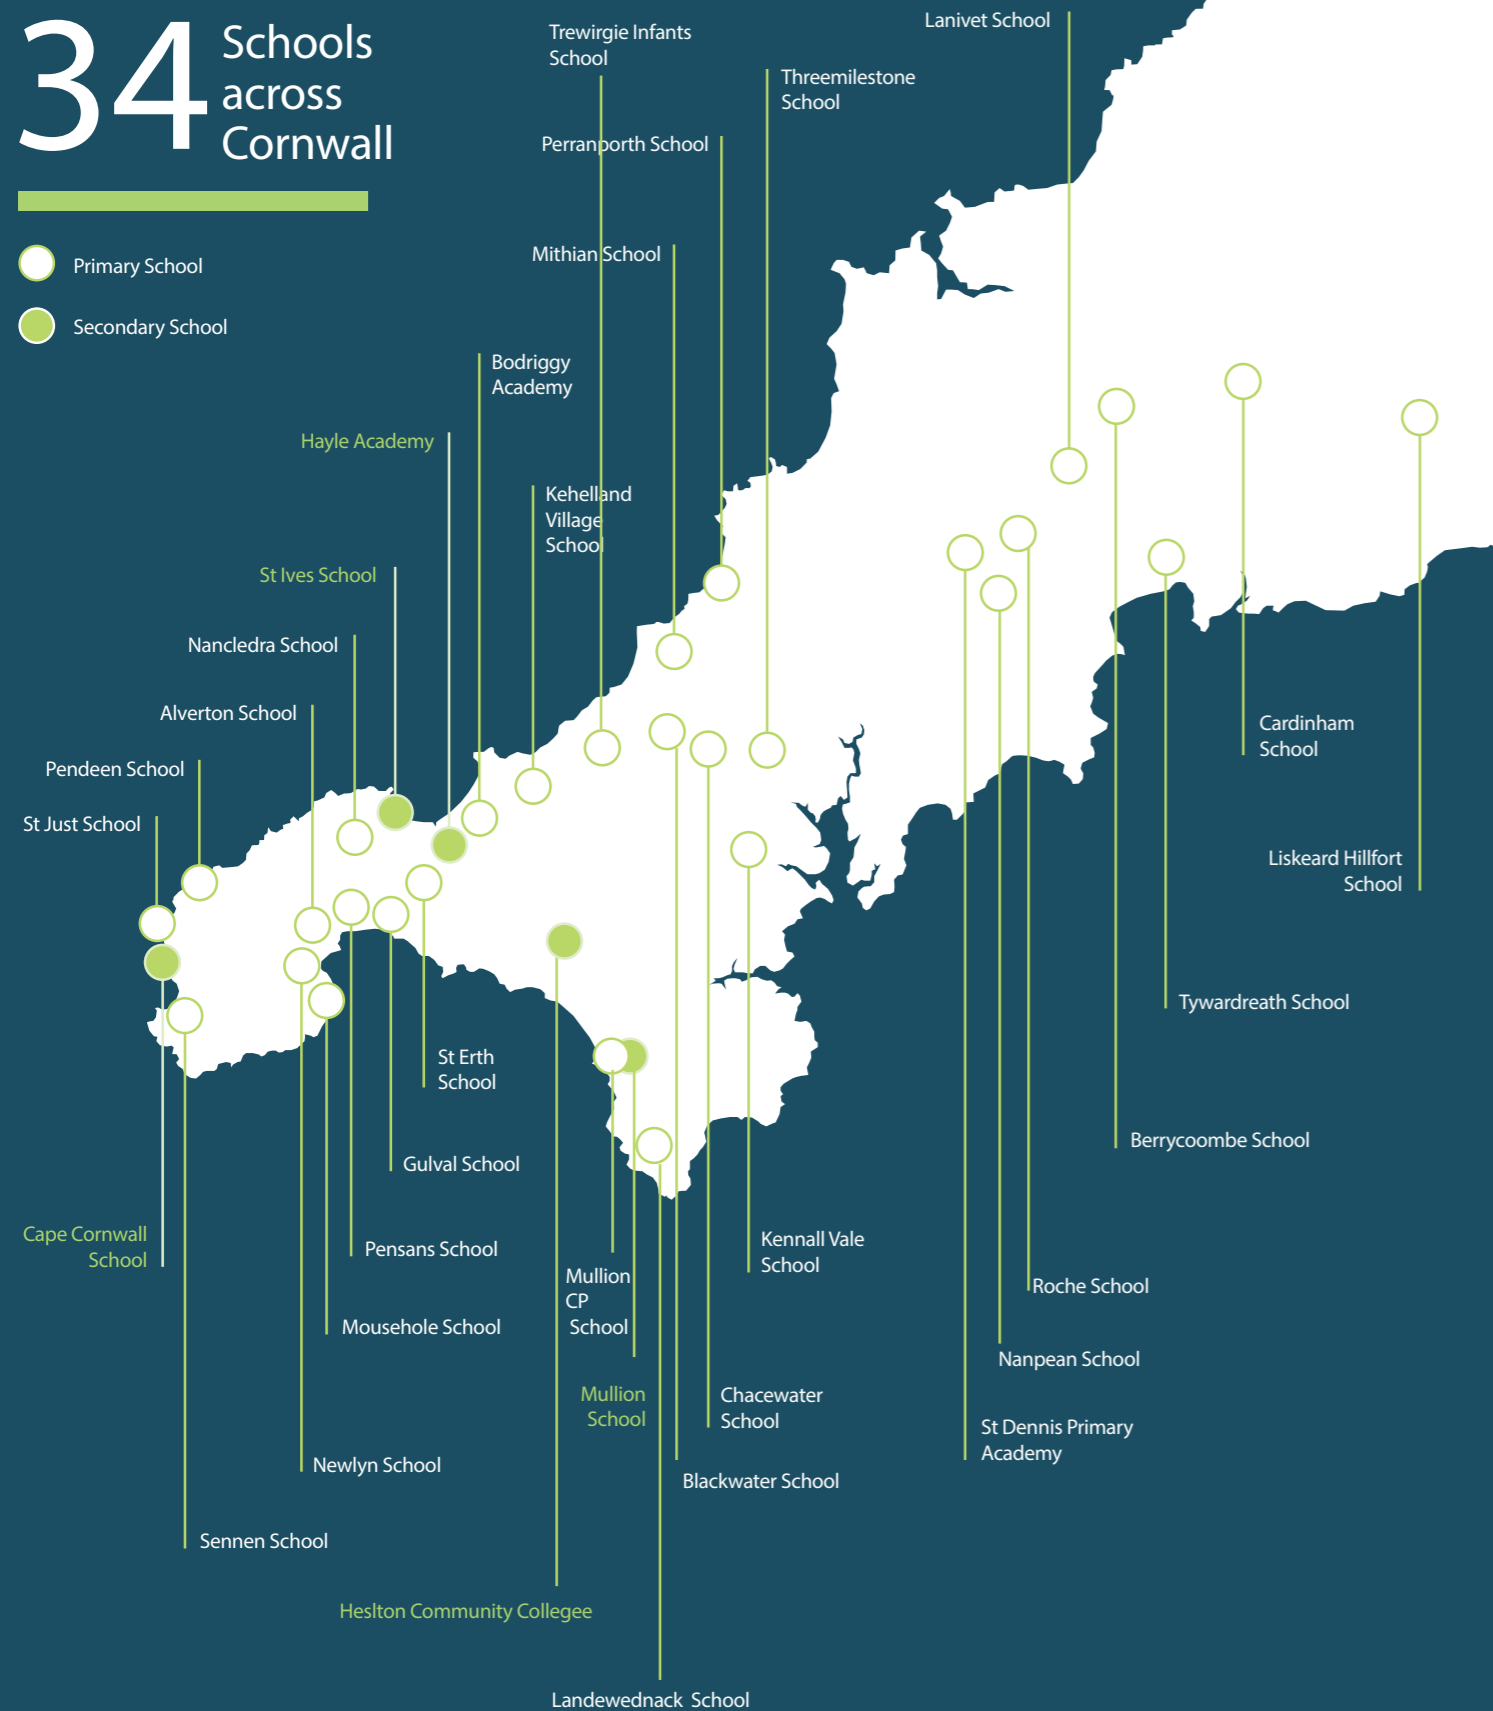 34
Schools
across
Cornwall
Primary School
Secondary School
Lanivet School
Trewirgie Infants
School
Threemilestone
School
Perranporth School
Mithian School
Bodriggy
Academy
Hayle Academy
Kehelland
Village
School
St Ives School
Nancledra School
Alverton School
Pendeen School
St Just School
Cardinham
School
Liskeard Hillfort
School
Tywardreath School
St Erth
School
Berrycoombe School
Gulval School
Cape Cornwall
School
Pensans School
Kennall Vale
School
Mullion
CP
School
Roche School
Mousehole School
Nanpean School
Mullion
School
Chacewater
School
St Dennis Primary
Academy
Newlyn School
Blackwater School
Sennen School
Heslton Community Collegee
Landewednack School